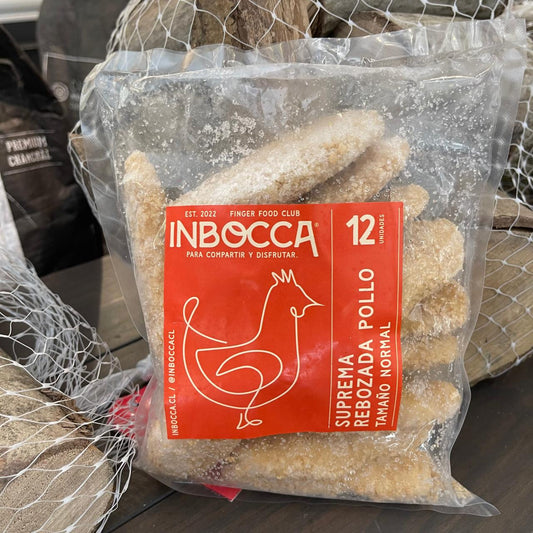 PREMIUM
CHARCOAL
EST. 2022 FINGER FOOD CLUB
INBOCCA®
PARA COMPARTIR Y DISFRUTAR.
12
UNIDADES
INBOCCA.CL / @INBOCCACL
SUPREMA
REBOZADA POLLO
TAMAÑO NORMAL